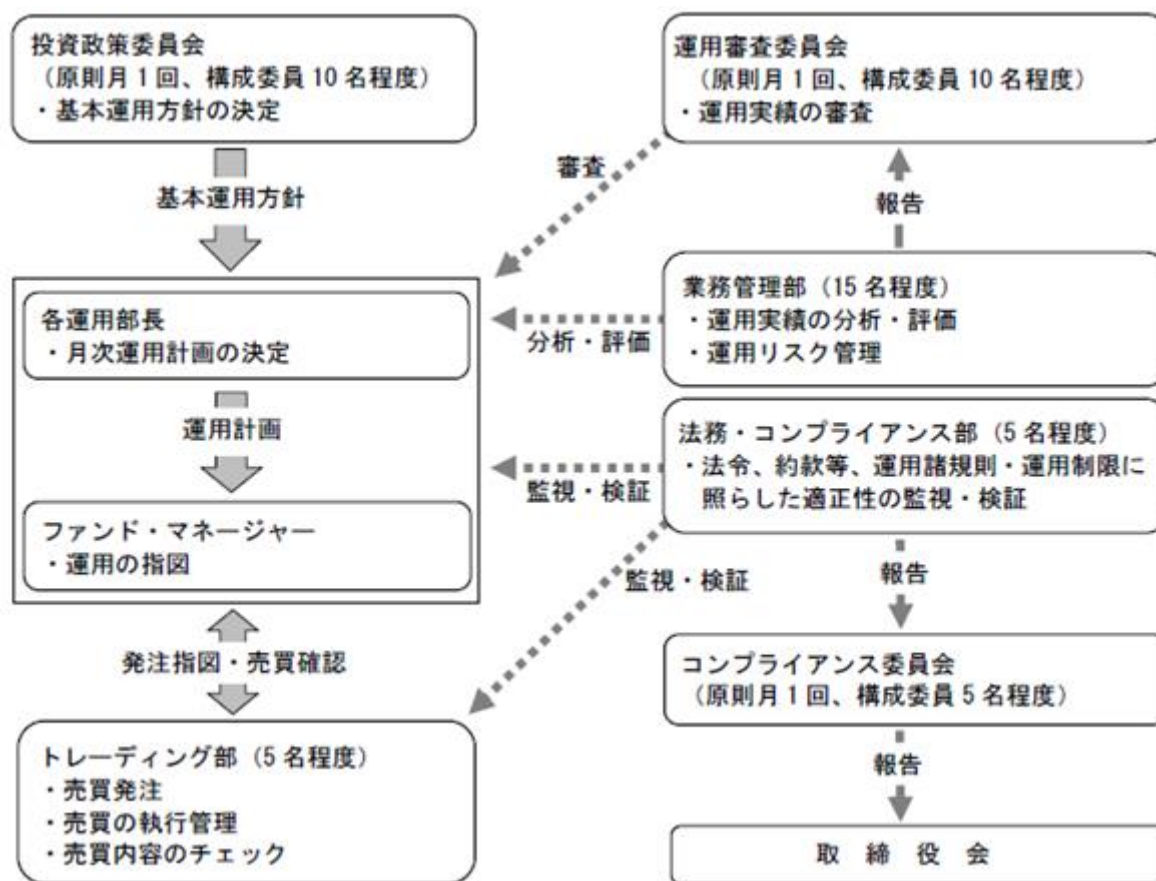 投資政策委員会
（原則月1回、構成委員10名程度）
・基本運用方針の決定
基本運用方針
各運用部長
・月次運用計画の決定
運用計画
ファンド・マネージャー
・運用の指図
発注指図・売買確認
トレーディング部（5名程度）
・売買発注
・売買の執行管理
・売買内容のチェック
運用審査委員会
（原則月1回、構成委員10名程度）
・運用実績の審査
審査
報告
業務管理部（15名程度）
・運用実績の分析・評価
・運用リスク管理
分析・評価
法務・コンプライアンス部（5名程度）
・法令、約款等、運用諸規則・運用制限に
照らした適正性の監視・検証
監視・検証
監視・検証
報告
コンプライアンス委員会
（原則月1回、構成委員5名程度）
報告
取締役会